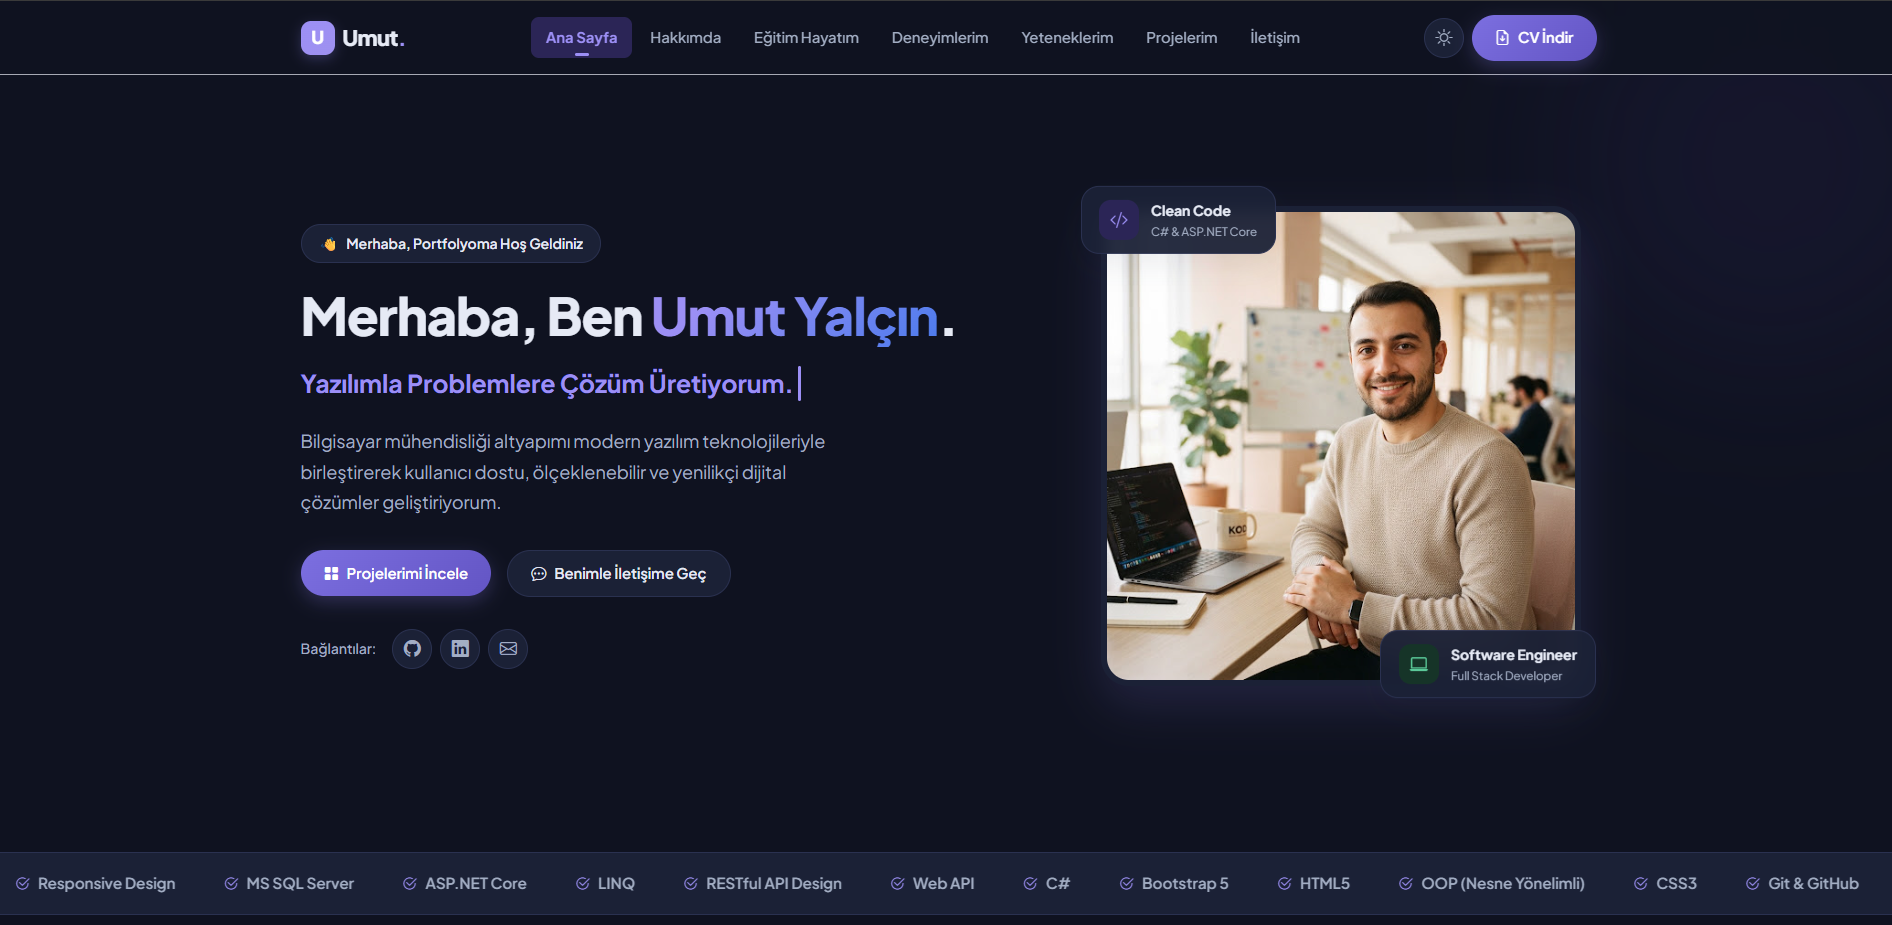 U Umut.
Ana Sayfa
Hakkımda
Eğitim Hayatım
Deneyimlerim
Yeteneklerim
Projelerim
İletişim
CV İndir
Merhaba, Portfolyoma Hoş Geldiniz
Merhaba, Ben Umut Yalçın.
Yazılımla Problemlere Çözüm Üretiyorum.
Bilgisayar mühendisliği altyapımı modern yazılım teknolojileriyle
birleştirerek kullanıcı dostu, ölçeklenebilir ve yenilikçi dijital
çözümler geliştiriyorum.
Projelerimi İncele
Benimle İletişime Geç
Bağlantılar:
Clean Code
C# & ASP.NET Core
KOD
Software Engineer
Full Stack Developer
Responsive Design
MS SQL Server
ASP.NET Core
LINQ
RESTful API Design
Web API
C#
Bootstrap 5
HTML5
OOP (Nesne Yönelimli)
CSS3
Git & GitHub